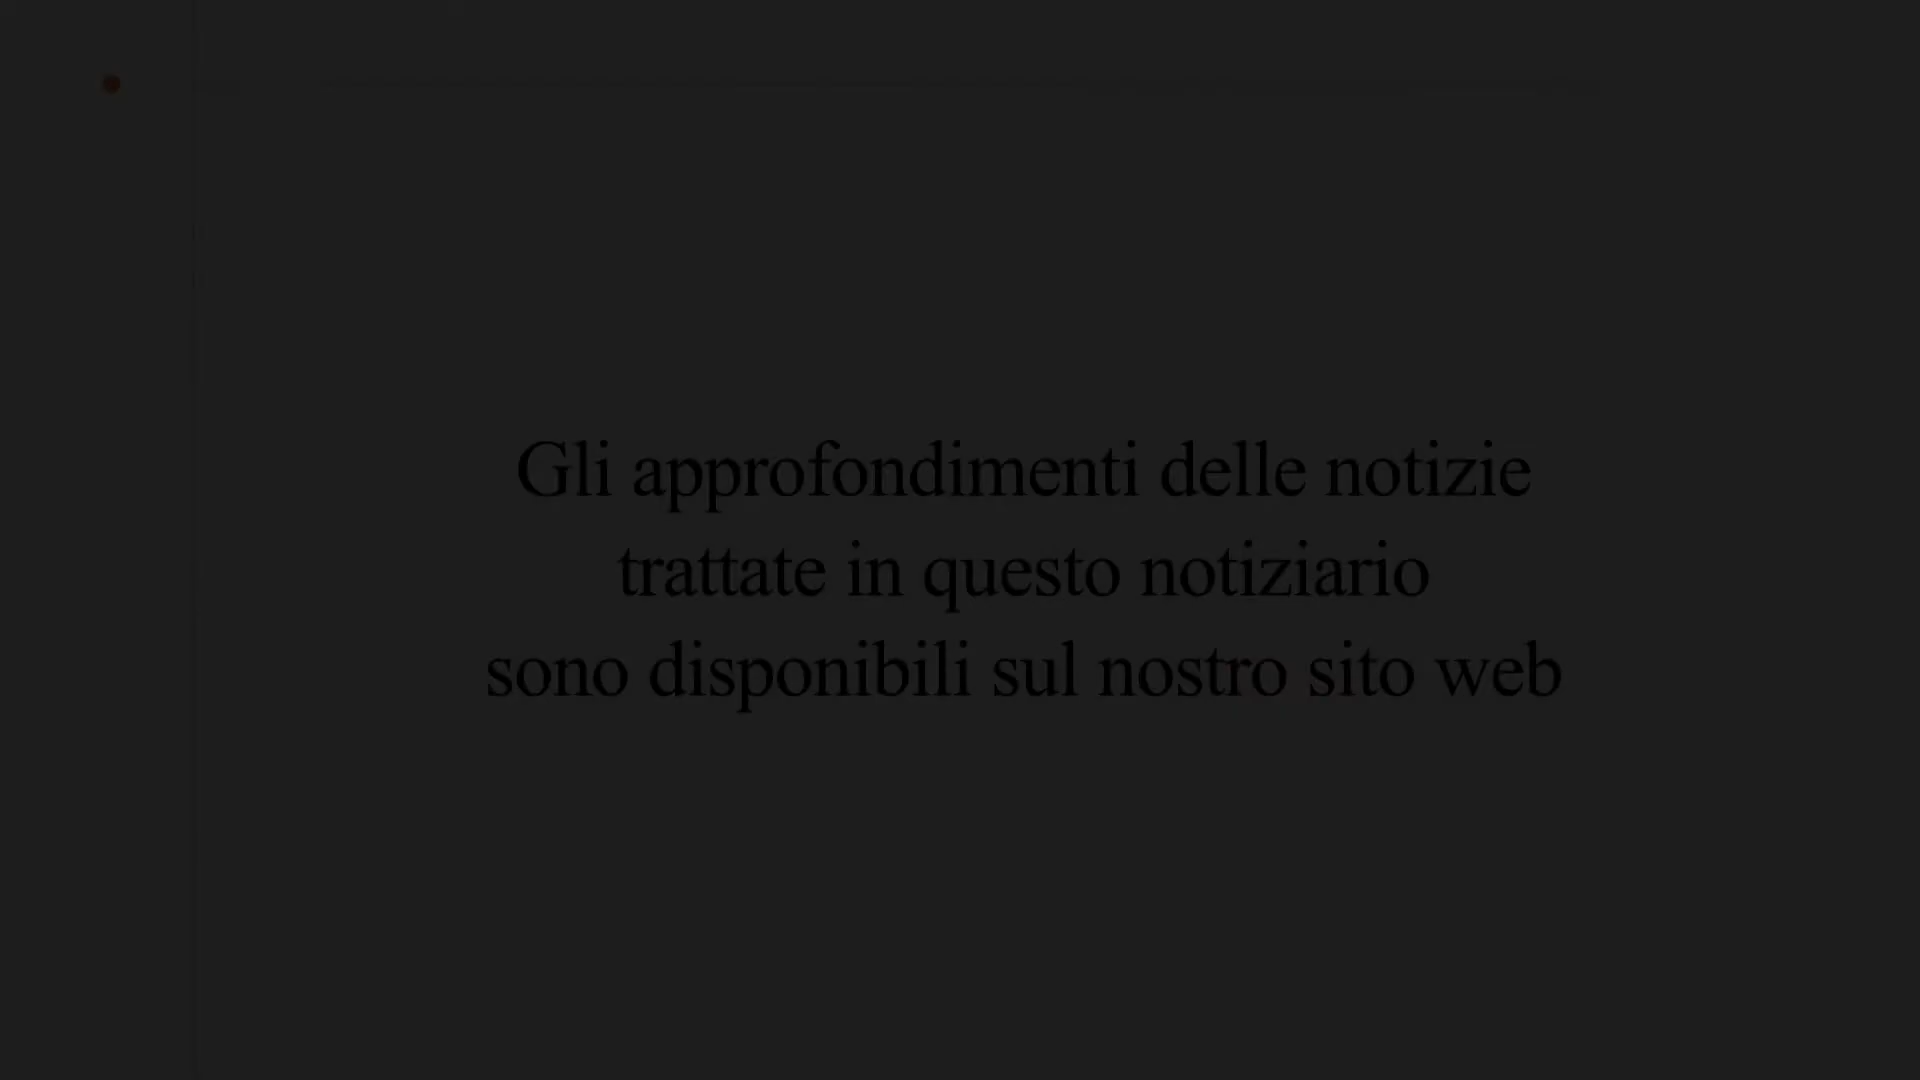 Gli approfondimenti delle notizie
trattate in questo notiziario
sono disponibili sul nostro sito web